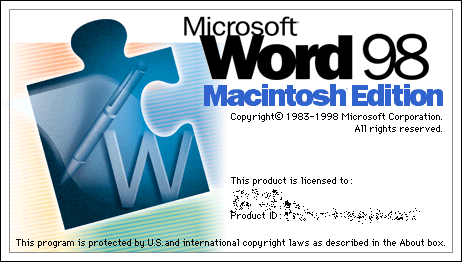 Microsoft
Word 98
Macintosh Edition
Copyright© 1983-1998 Microsoft Corporation.
All rights reserved.
W
This product is licensed to:
Product ID:
This program is protected by U.S. and international copyright laws as described in the About box.